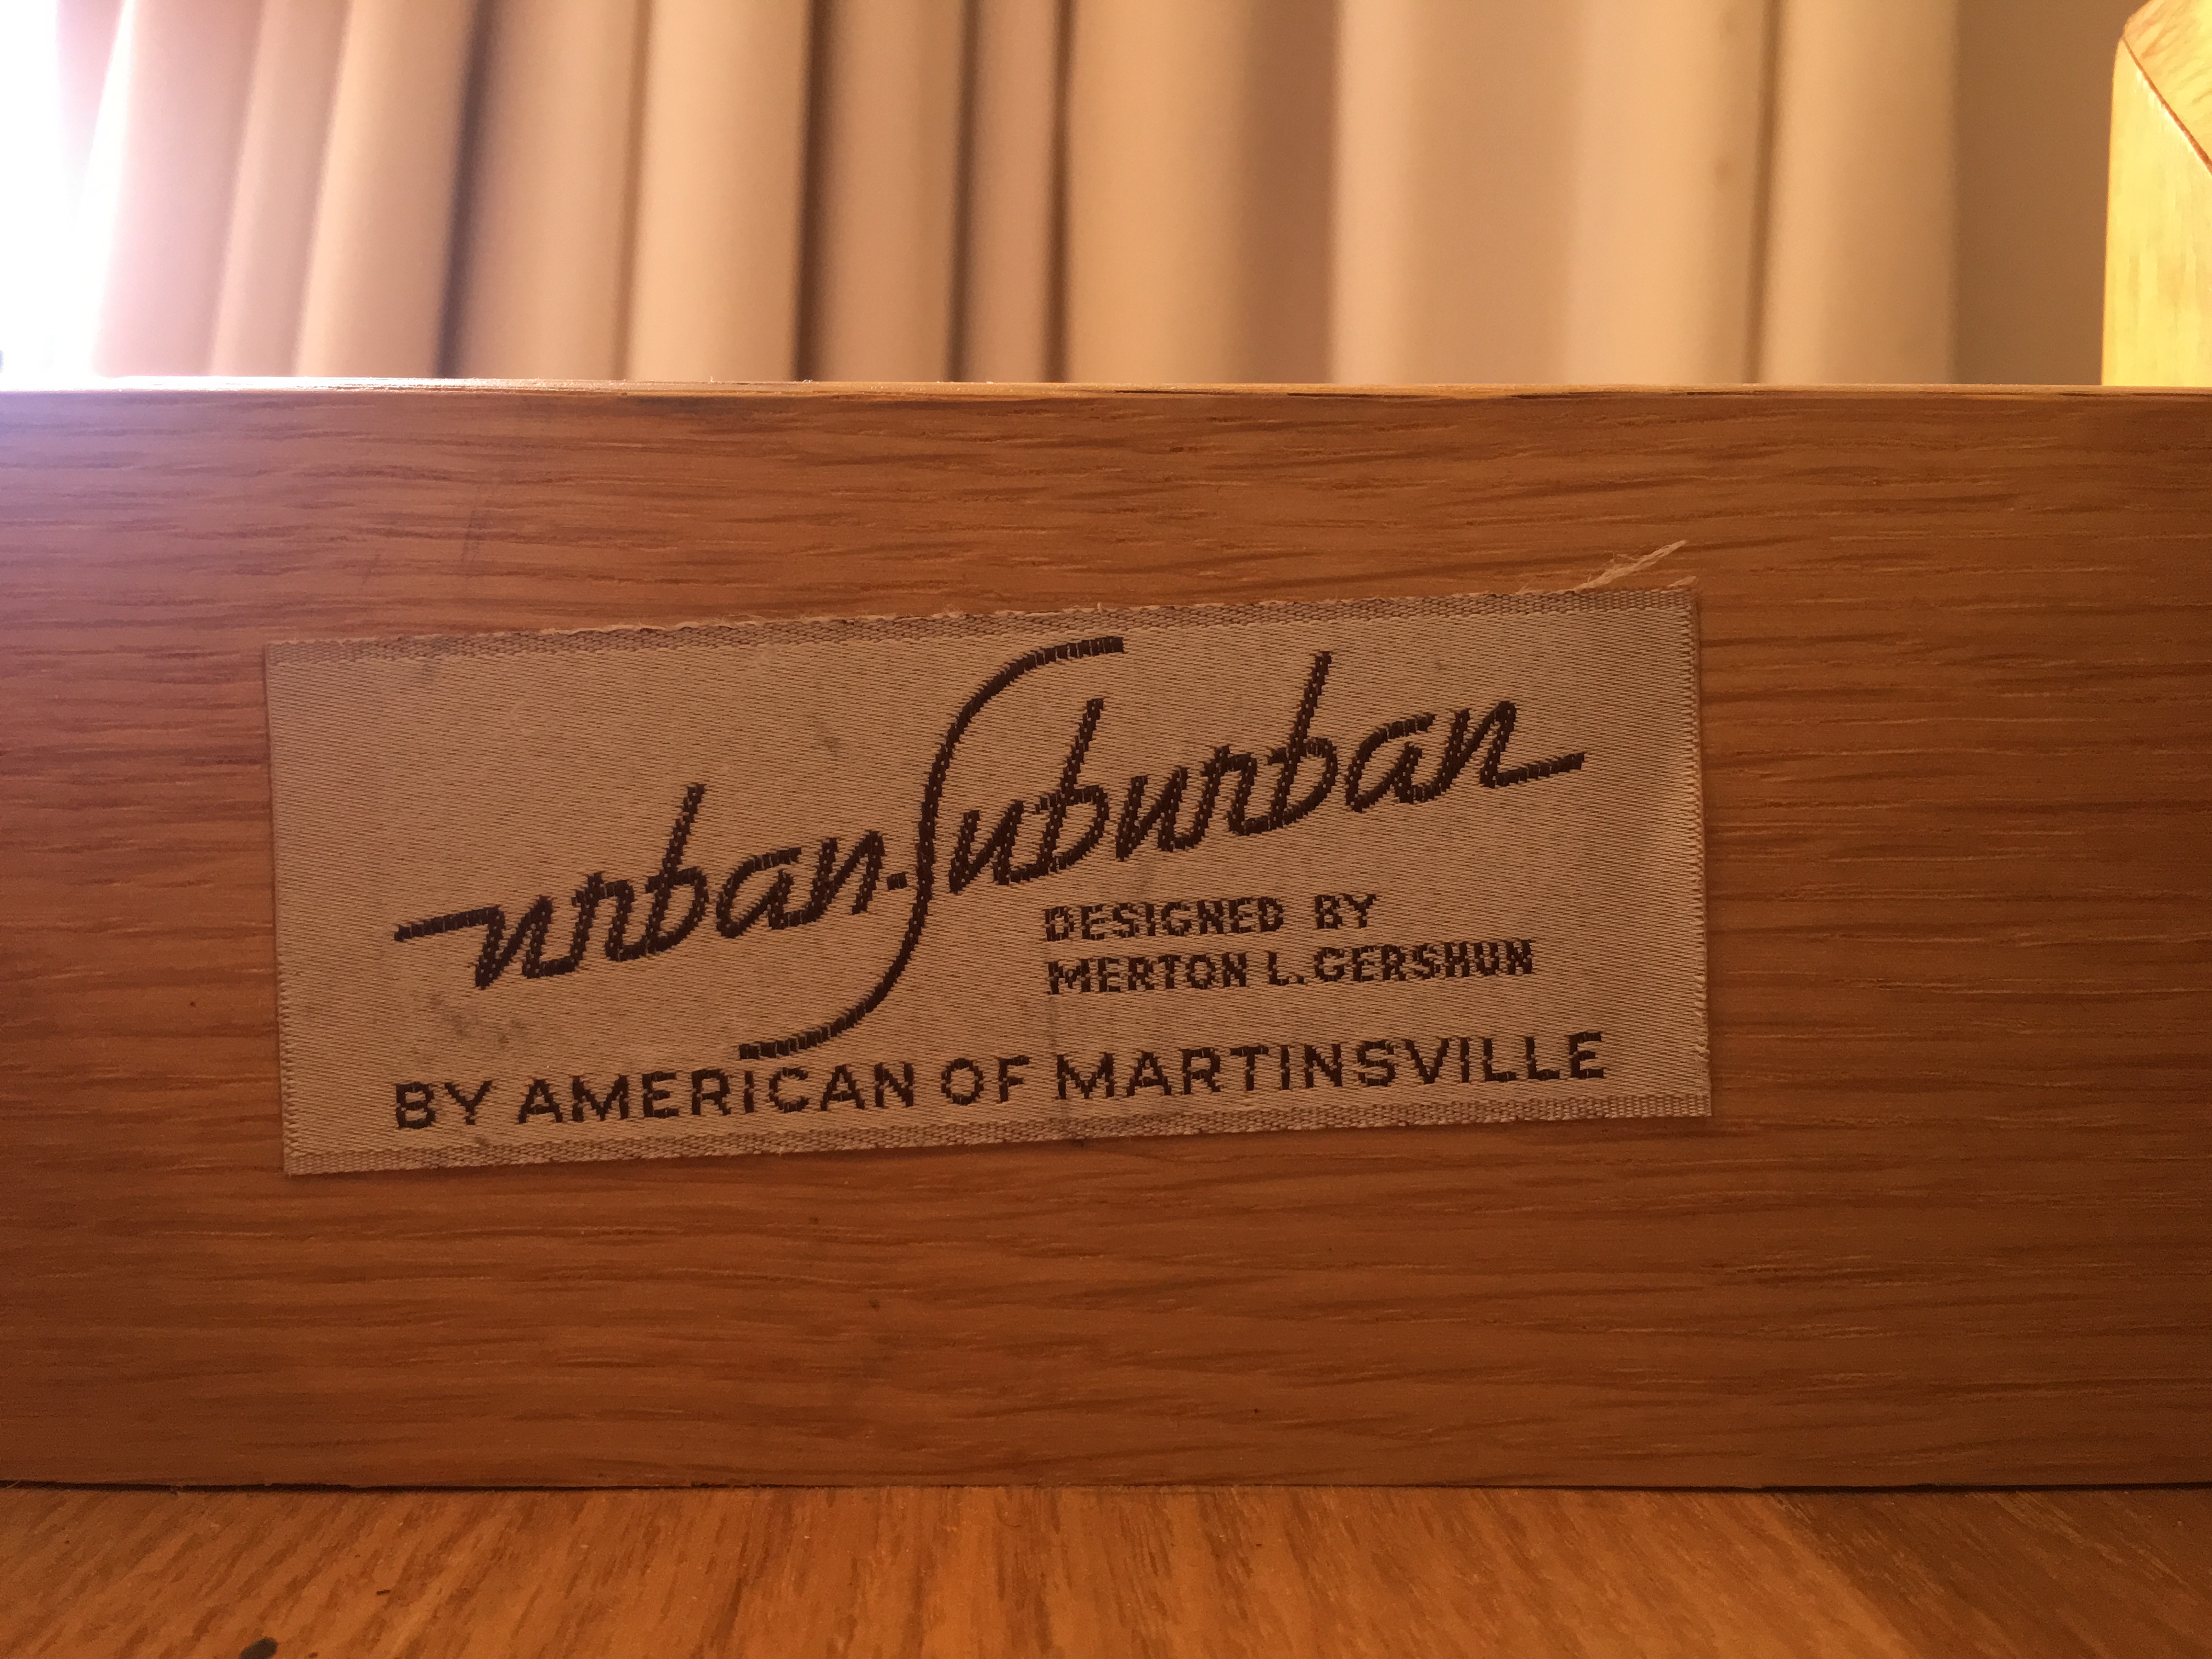 urban-Suburban
DESIGNED BY
MERTON L. GERSHUN
BY AMERICAN OF MARTINSVILLE